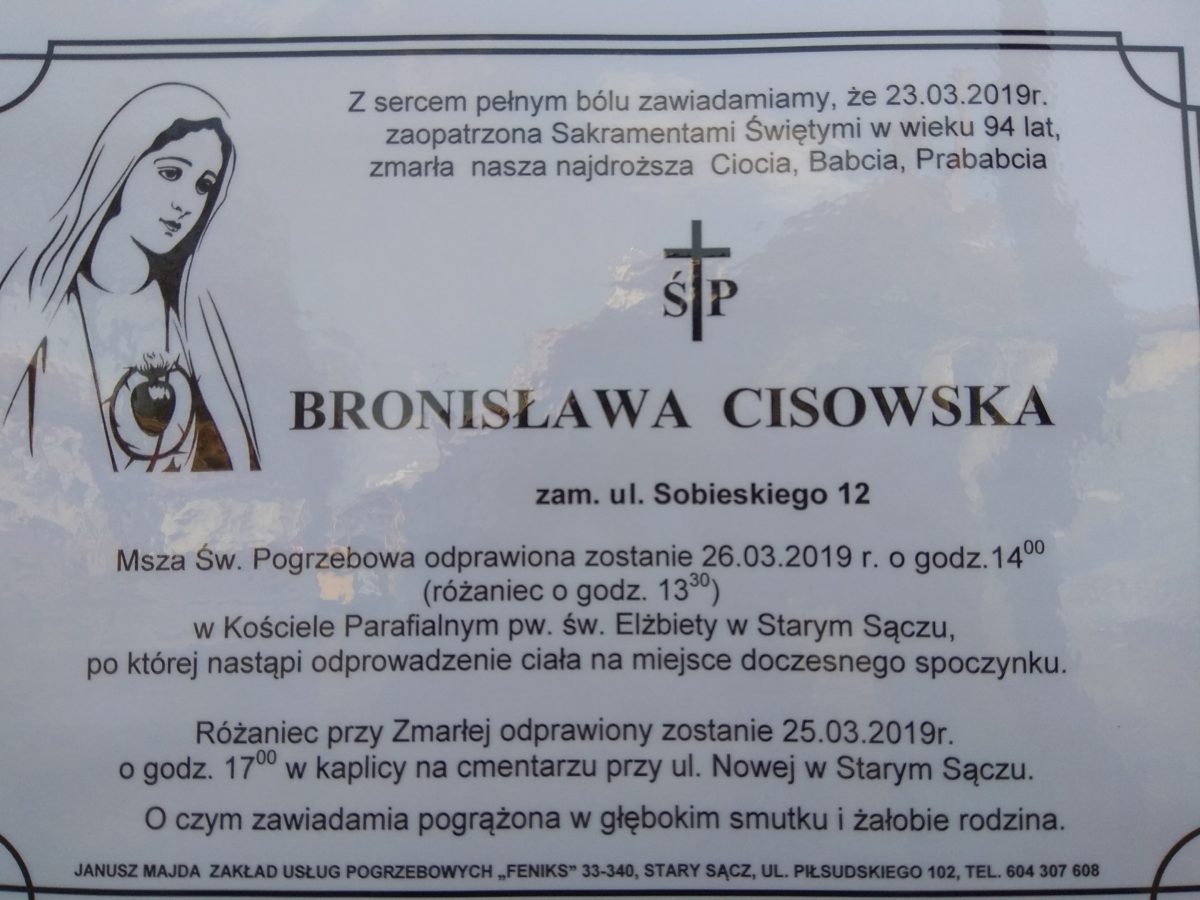 Z sercem pełnym bólu zawiadamiamy, że 23.03.2019r.
zaopatrzona Sakramentami Świętymi w wieku 94 lat,
zmarła nasza najdroższa Ciocia, Babcia, Prababcia
Ś P
BRONISŁAWA CISOWSKA
zam. ul. Sobieskiego 12
Msza Św. Pogrzebowa odprawiona zostanie 26.03.2019 r. o godz.14⁰⁰
(różaniec o godz. 13³⁰)
w Kościele Parafialnym pw. św. Elżbiety w Starym Sączu,
po której nastąpi odprowadzenie ciała na miejsce doczesnego spoczynku.
Różaniec przy Zmarłej odprawiony zostanie 25.03.2019r.
o godz. 17⁰⁰ w kaplicy na cmentarzu przy ul. Nowej w Starym Sączu.
O czym zawiadamia pogrążona w głębokim smutku i żałobie rodzina.
JANUSZ MAJDA ZAKŁAD USŁUG POGRZEBOWYCH „FENIKS” 33-340, STARY SĄCZ, UL. PIŁSUDSKIEGO 102, TEL. 604 307 608